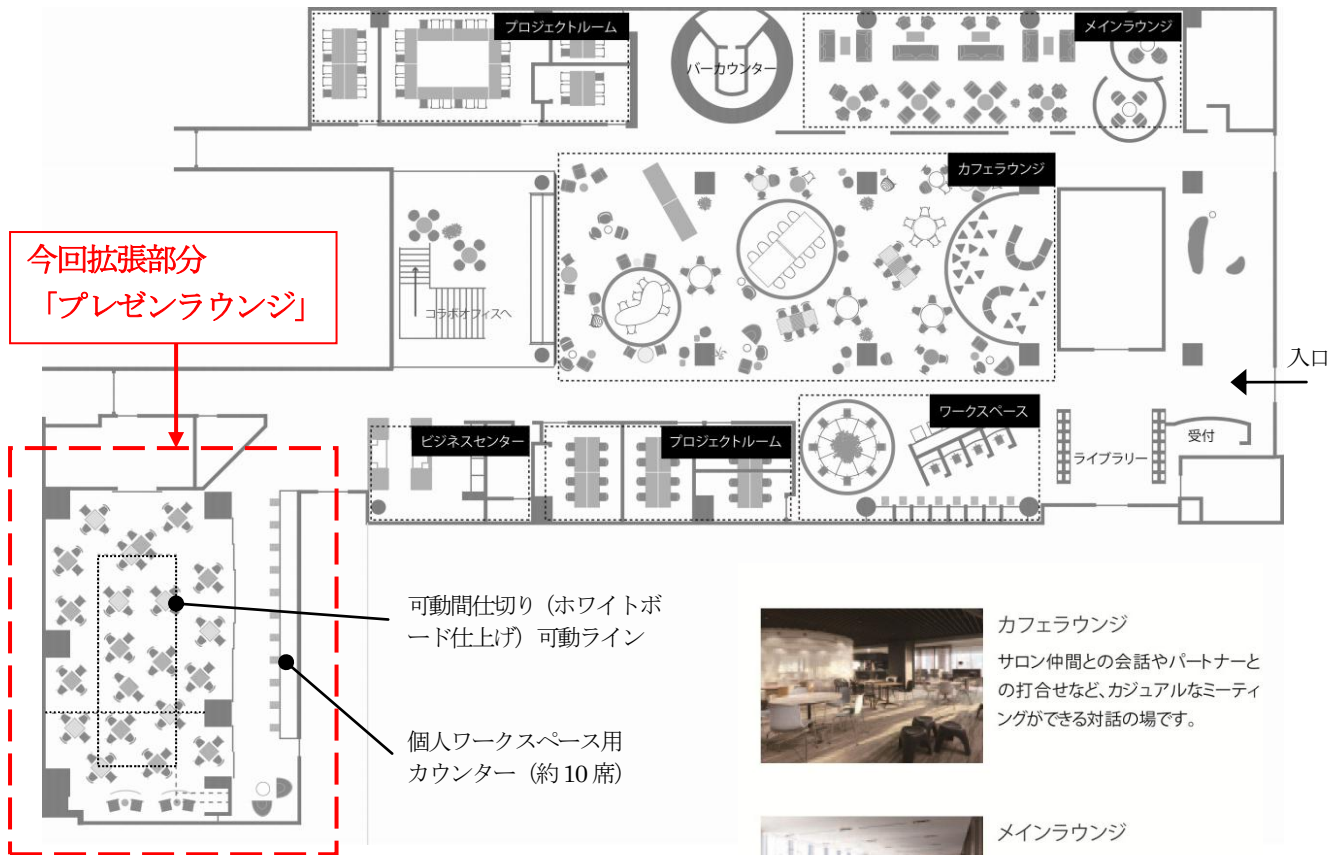 プロジェクトルーム
バーカウンター
メインラウンジ
カフェラウンジ
今回拡張部分
「プレゼンラウンジ」
コラボオフィスへ
入口
ビジネスセンター
プロジェクトルーム
ワークスペース
ライブラリー
受付
可動間仕切り（ホワイトボ
ード仕上げ）可動ライン
個人ワークスペース用
カウンター（約10席）
カフェラウンジ
サロン仲間との会話やパートナーと
の打合せなど、カジュアルなミーティ
ングができる対話の場です。
メインラウンジ